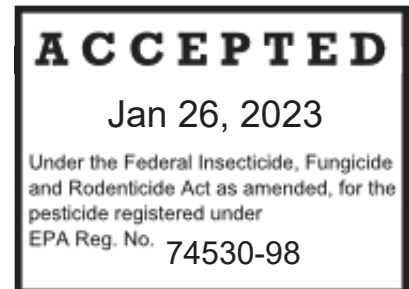 ACCEPTED
Jan 26, 2023
Under the Federal Insecticide, Fungicide
and Rodenticide Act as amended, for the
pesticide registered under
EPA Reg. No. 74530-98